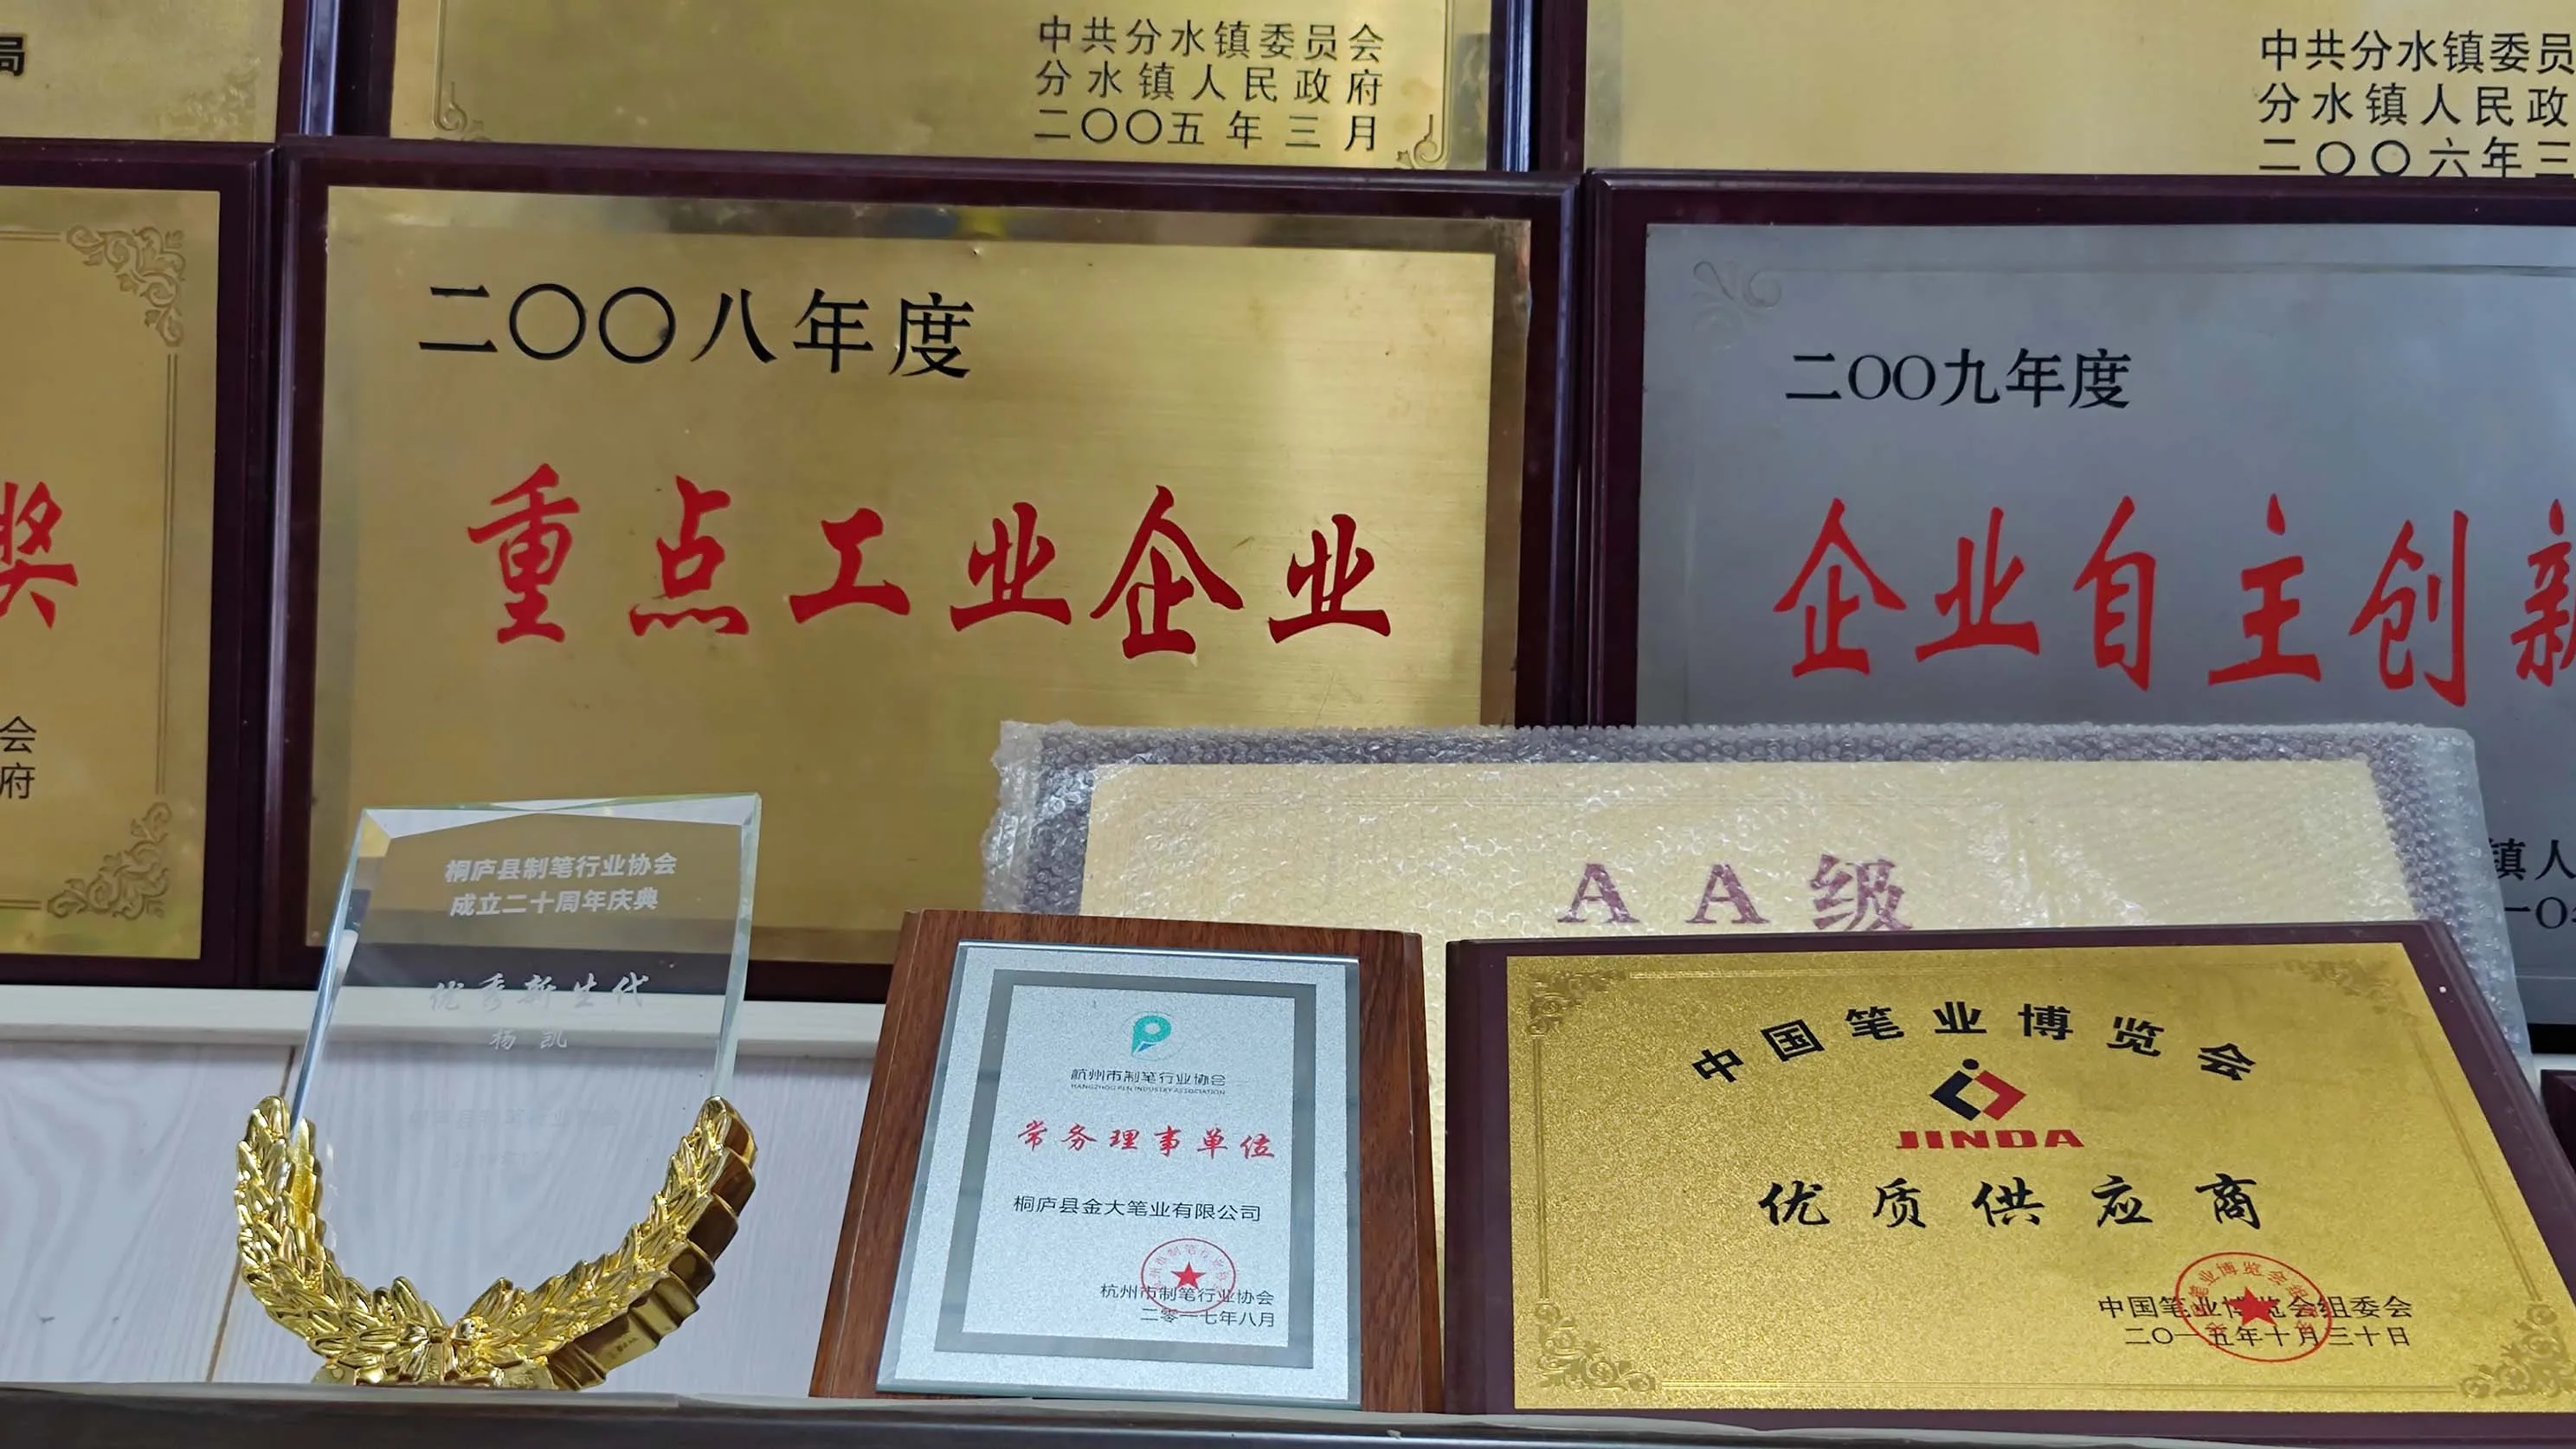 局
中共分水镇委员会
分水镇人民政府
二〇〇五年三月
中共分水镇委员
分水镇人民政
二〇〇六年三
奖
会
府
二〇〇八年度
重点工业企业
二〇〇九年度
企业自主创新
镇人
AA级
桐庐县制笔行业协会
成立二十周年庆典
优秀新生代
杨凯
杭州市制笔行业协会
HANGZHOU PEN INDUSTRY ASSOCIATION
常务理事单位
桐庐县金大笔业有限公司
杭州市制笔行业协会
二零一七年八月
中国笔业博览会
JINDA
优质供应商
中国笔业博览会组委会
二〇一五年十月三十日